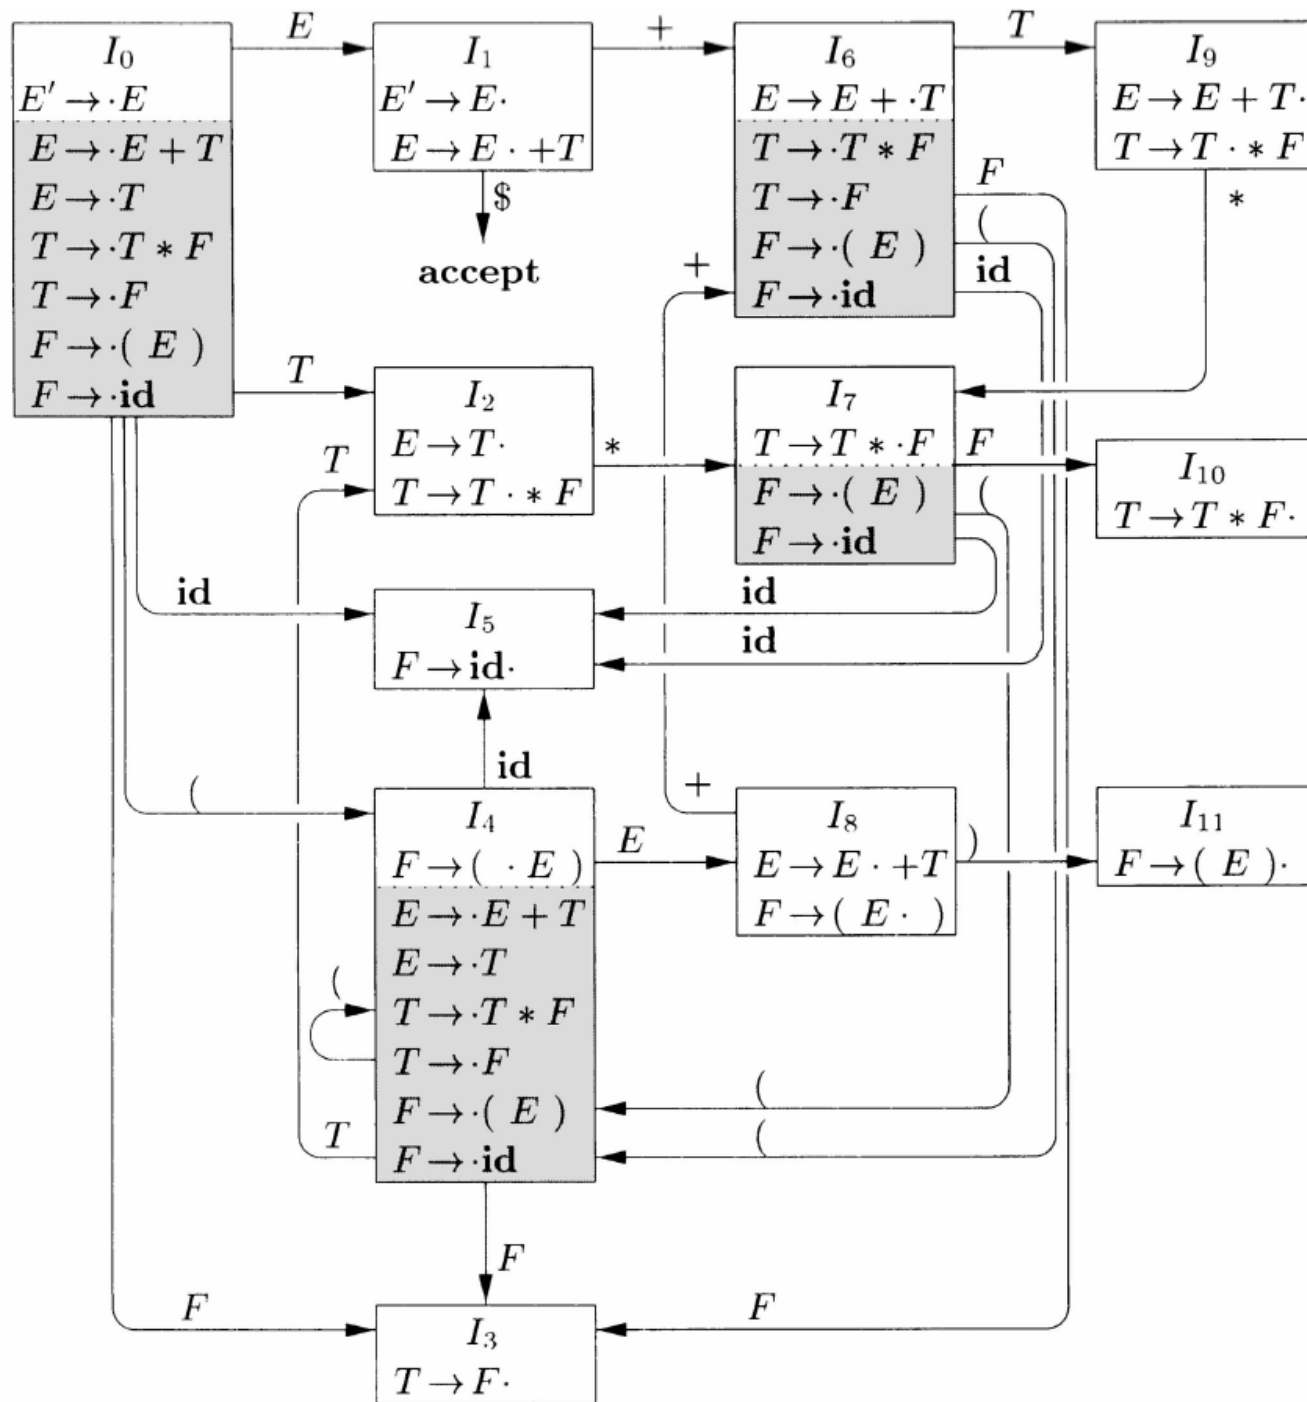 I₀
E' → ·E
E → ·E + T
E → ·T
T → ·T * F
T → ·F
F → ·( E )
F → ·id
E
I₁
E' → E·
E → E · +T
$
accept
+
I₆
E → E + ·T
T → ·T * F
T → ·F
F → ·( E )
F → ·id
T
I₉
E → E + T·
T → T · * F
*
F
(
id
+
T
I₂
E → T·
T → T · * F
T
*
I₇
T → T * ·F
F → ·( E )
F → ·id
F
(
I₁₀
T → T * F·
id
I₅
F → id·
id
id
id
(
I₄
F → ( · E )
E → ·E + T
E → ·T
T → ·T * F
T → ·F
F → ·( E )
F → ·id
E
+
I₈
E → E · +T
F → ( E · )
)
I₁₁
F → ( E )·
(
T
(
(
F
F
I₃
T → F·
F